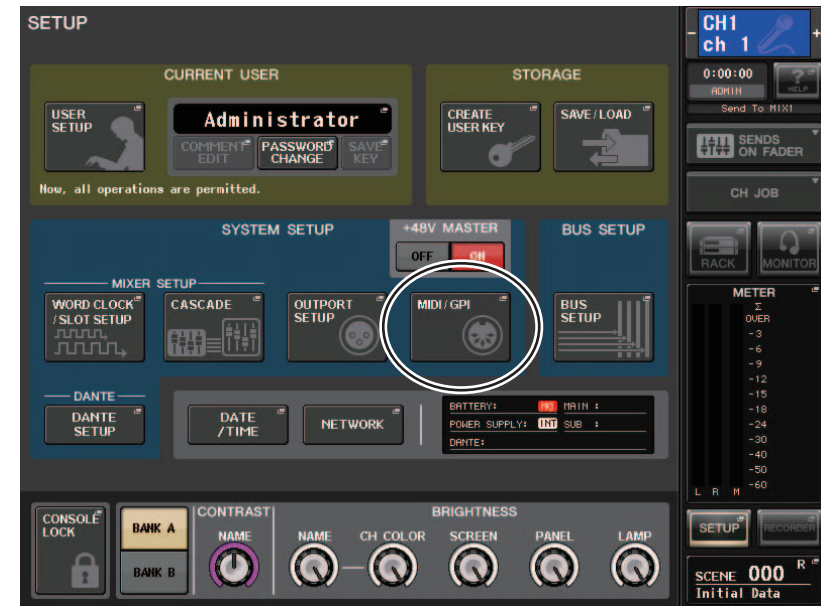 SETUP
CURRENT USER
USER
SETUP
Administrator
COMMENT
EDIT
PASSWORD
CHANGE
SAVE
KEY
Now, all operations are permitted.
STORAGE
CREATE
USER KEY
SAVE/LOAD
SYSTEM SETUP
+48V MASTER
OFF
ON
BUS SETUP
MIXER SETUP
WORD CLOCK
/SLOT SETUP
CASCADE
OUTPORT
SETUP
MIDI/GPI
BUS
SETUP
DANTE
DANTE
SETUP
DATE
/TIME
NETWORK
BATTERY: NG MAIN :
POWER SUPPLY: INT SUB :
DANTE:
CONSOLE
LOCK
BANK A
BANK B
CONTRAST
NAME
BRIGHTNESS
NAME
CH COLOR
SCREEN
PANEL
LAMP
- CH1 +
ch 1
0:00:00
ADMIN
?
HELP
Send To MIX1
SENDS
ON FADER
CH JOB
RACK
MONITOR
METER
Σ
OVER
-3
-6
-9
-12
-15
-18
-24
-30
-40
-50
-60
L R M
SETUP
RECORDER
SCENE 000 R
Initial Data